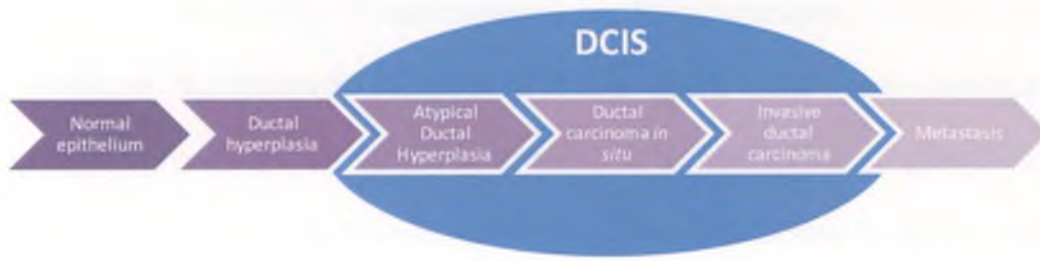 DCIS
Normal
epithelium
Ductal
hyperplasia
Atypical
Ductal
Hyperplasia
Ductal
carcinoma in
situ
Invasive
ductal
carcinoma
Metastasis